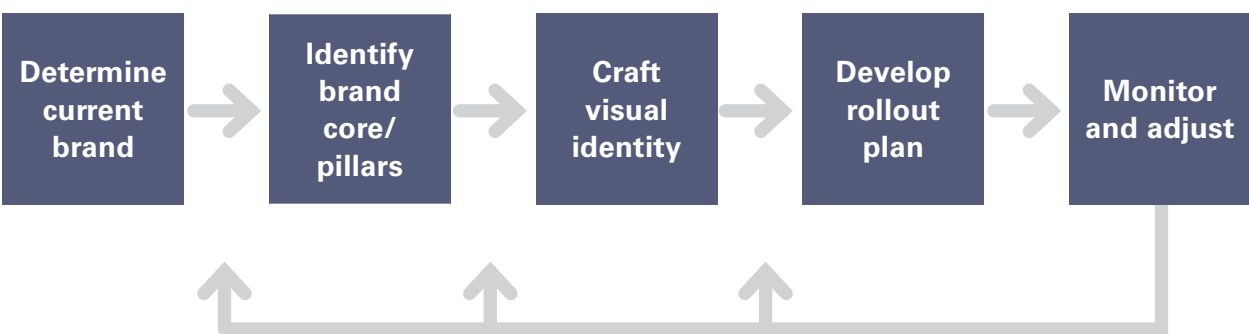 Determine
current
brand
Identify
brand
core/
pillars
Craft
visual
identity
Develop
rollout
plan
Monitor
and adjust